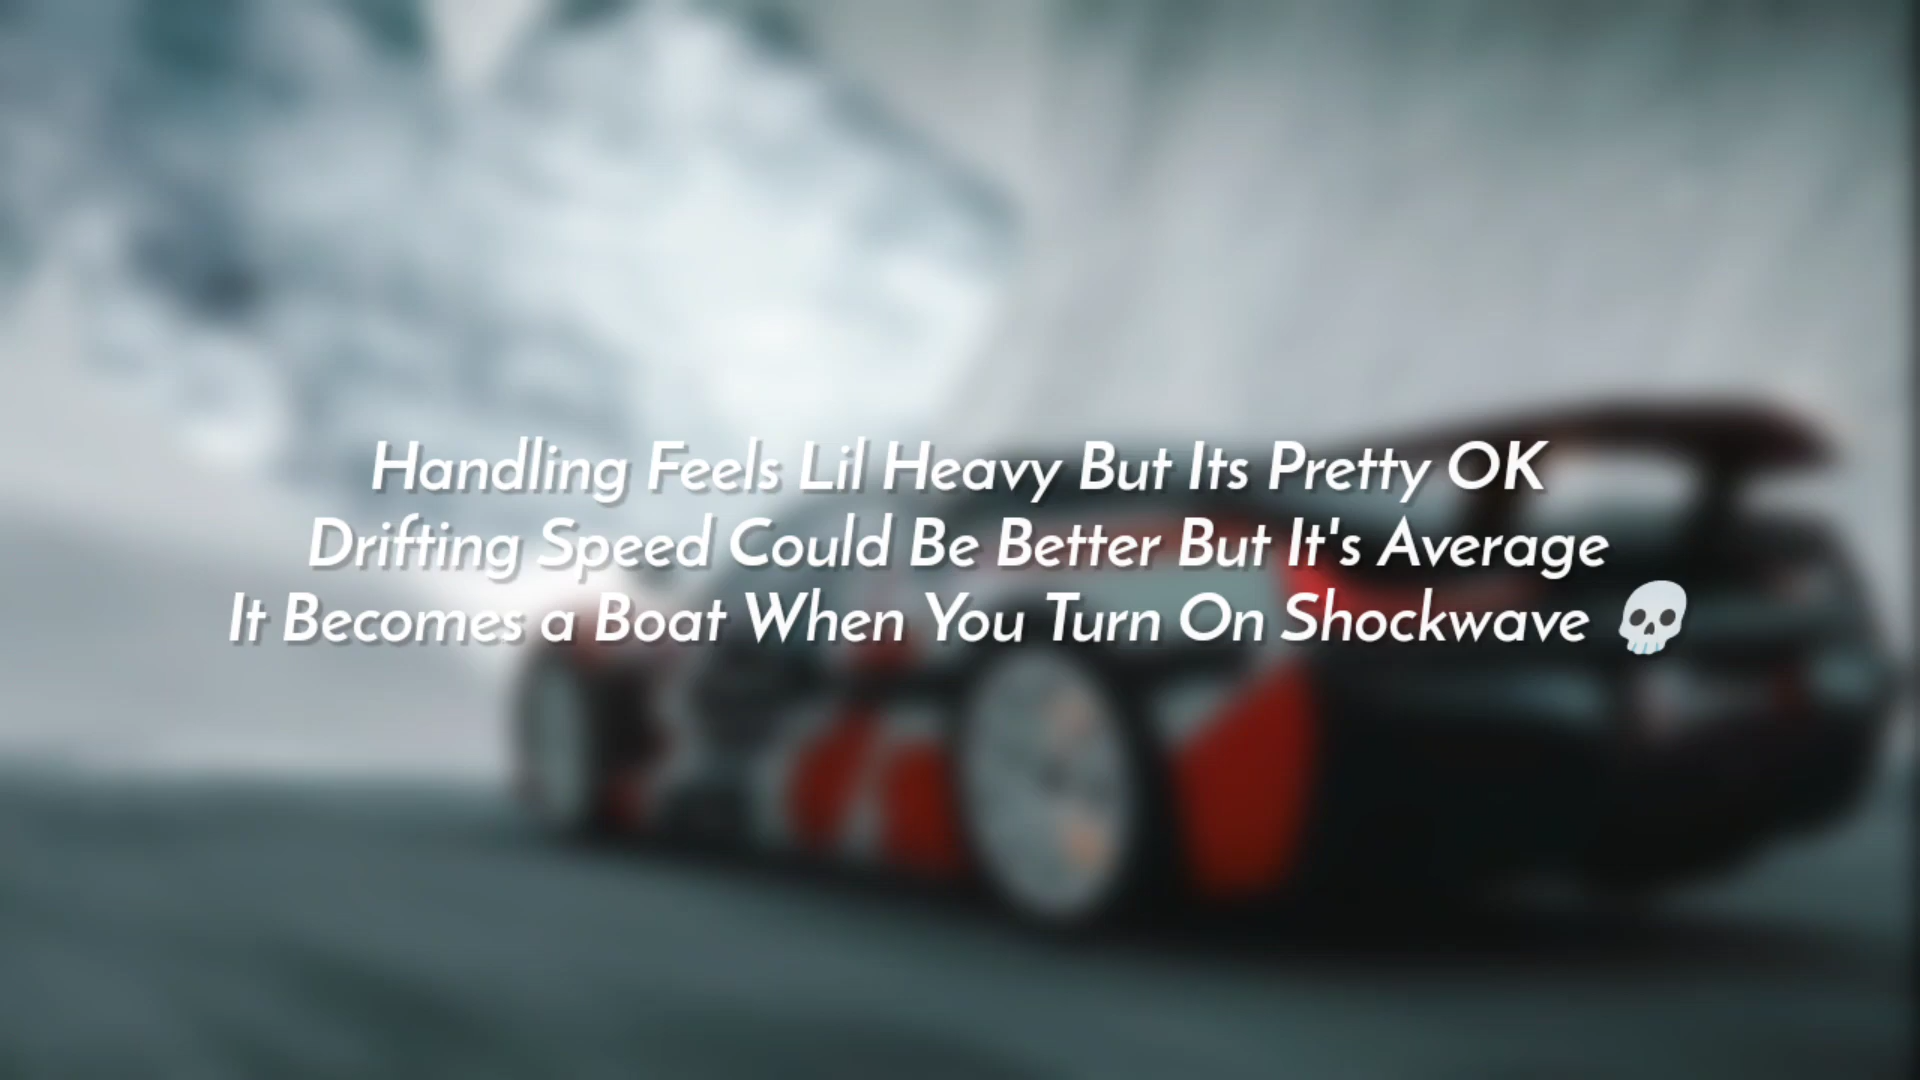 Handling Feels Lil Heavy But Its Pretty OK
Drifting Speed Could Be Better But It's Average
It Becomes a Boat When You Turn On Shockwave 💀